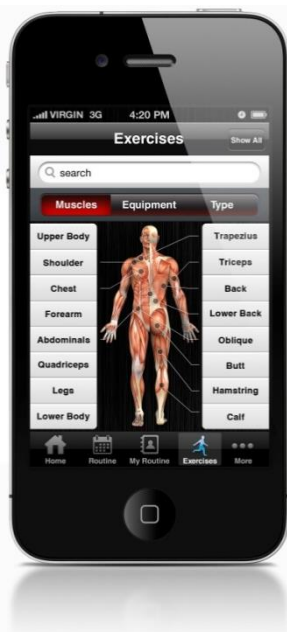 VIRGIN 3G 4:20 PM
Exercises Show All
search
Muscles Equipment Type
Upper Body Trapezius
Shoulder Triceps
Chest Back
Forearm Lower Back
Abdominals Oblique
Quadriceps Butt
Legs Hamstring
Lower Body Calf
Home Routine My Routine Exercises More